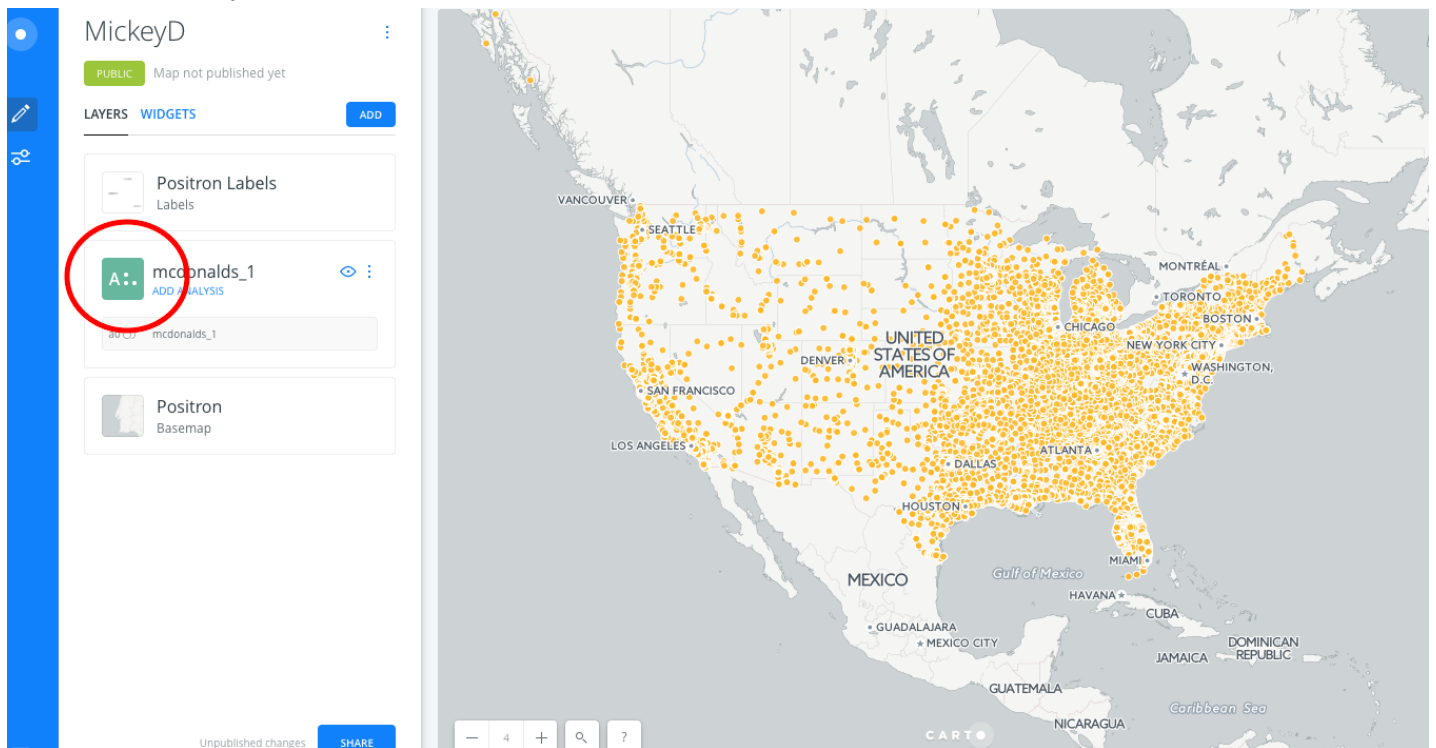 MickeyD
PUBLIC Map not published yet
LAYERS WIDGETS ADD
Positron Labels
Labels
A
mcdonalds_1
ADD ANALYSIS
mcdonalds_1
Positron
Basemap
Unpublished changes SHARE
VANCOUVER
SEATTLE
MONTRÉAL
TORONTO
BOSTON
CHICAGO
NEW YORK CITY
UNITED
STATES OF
AMERICA
DENVER
WASHINGTON,
D.C.
SAN FRANCISCO
LOS ANGELES
ATLANTA
DALLAS
HOUSTON
MIAMI
Gulf of Mexico
MEXICO
HAVANA
CUBA
GUADALAJARA
MEXICO CITY
DOMINICAN
REPUBLIC
JAMAICA
GUATEMALA
Caribbean Sea
NICARAGUA
4 ?
CARTO